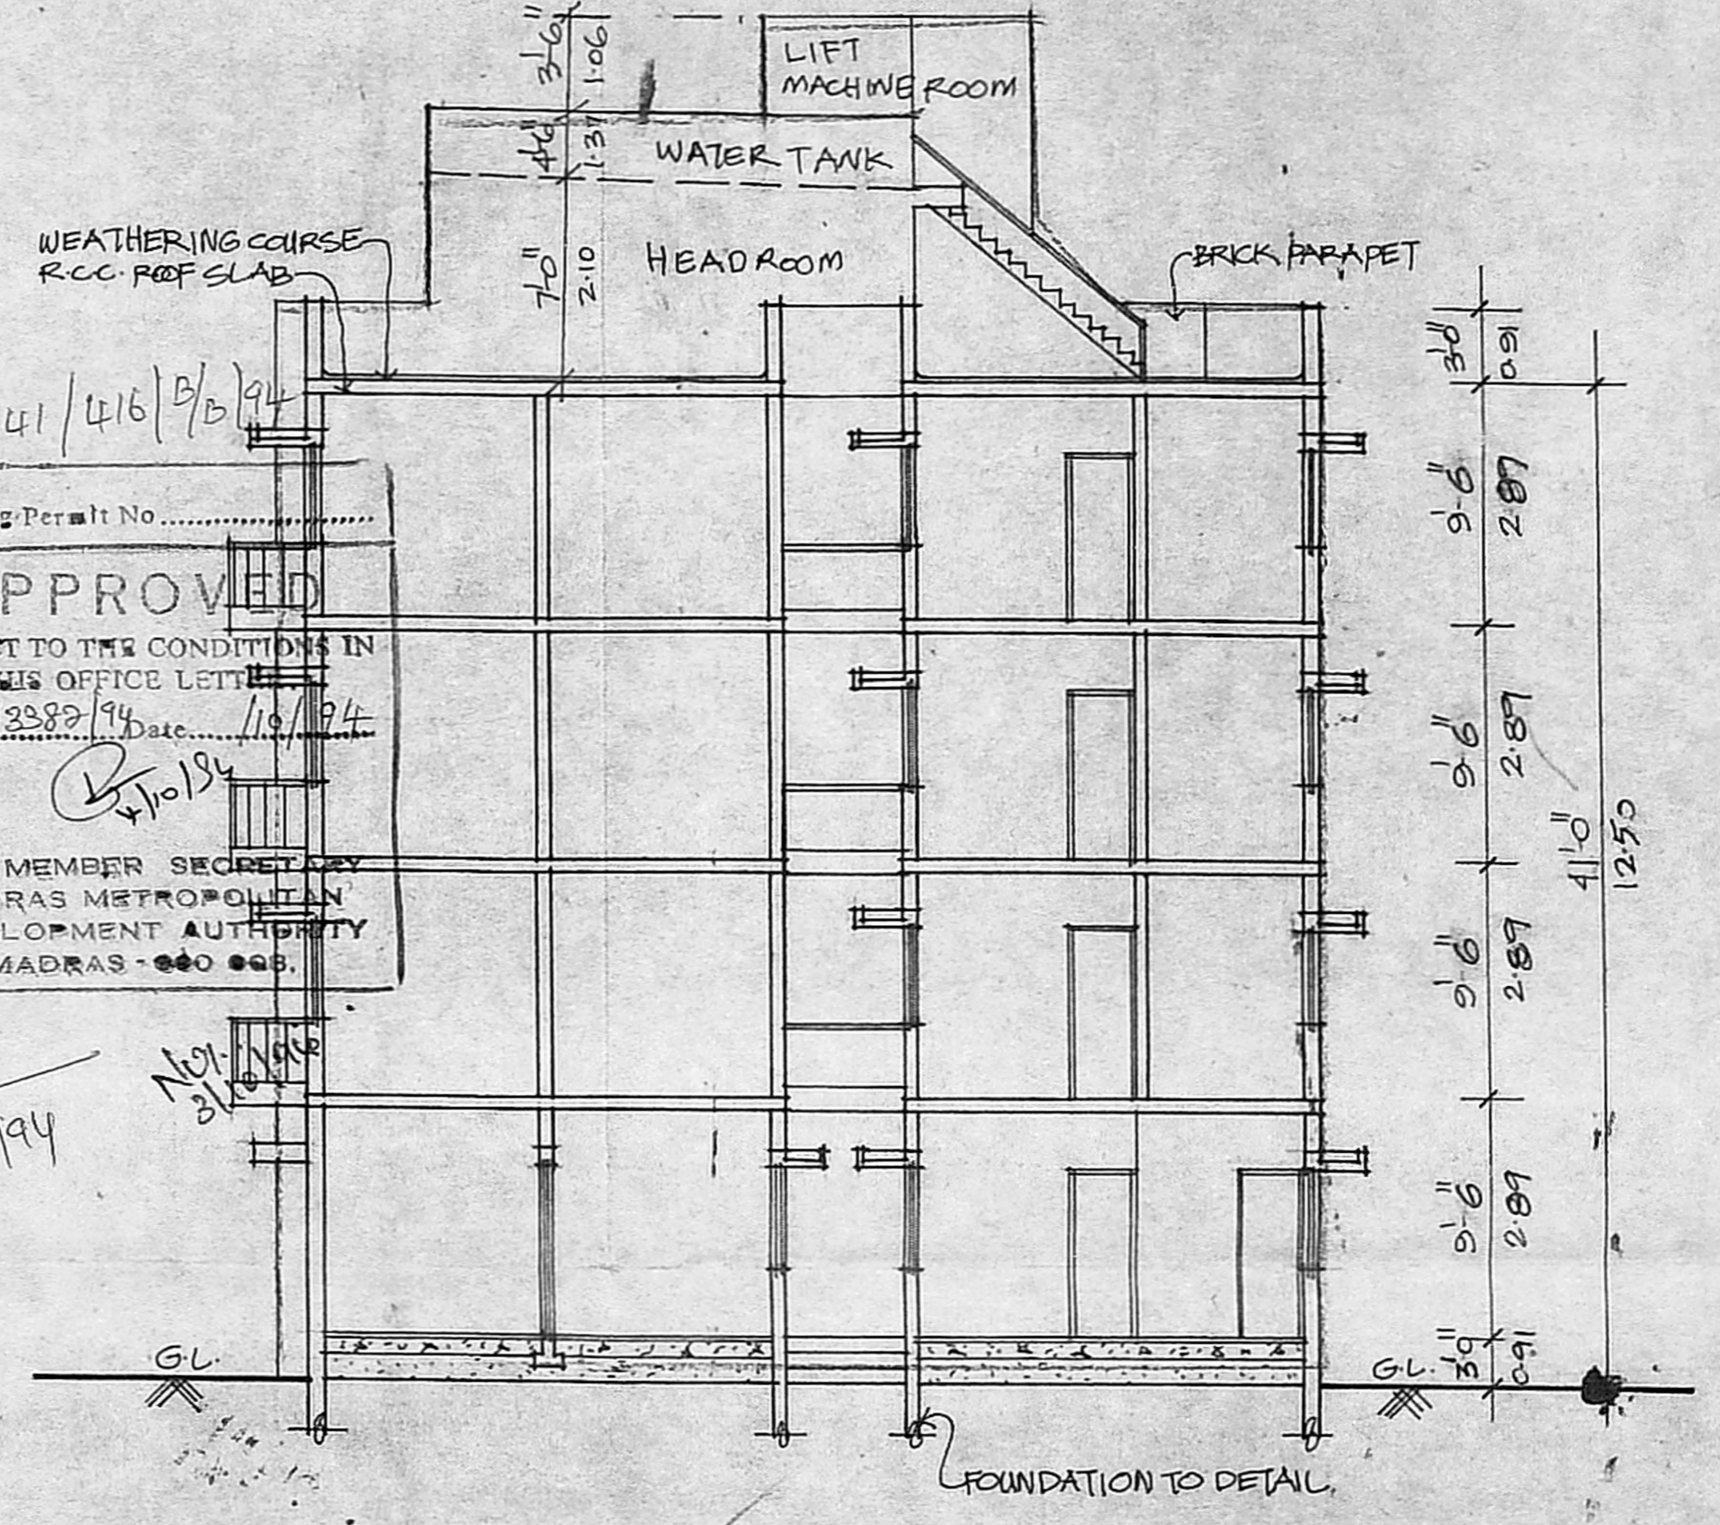 3'-6"
1.06
LIFT
MACHINE ROOM
4'-6"
1.37
WATER TANK
WEATHERING COURSE
R.C.C. ROOF SLAB
7'-0"
2.10
HEADROOM
BRICK PARAPET
3'-0"
0.91
41/416/B/B/94
Permit No
9'-6"
2.89
PPROVED
T TO THE CONDITIONS IN
HIS OFFICE LETTER
3382/94 Date /10/94
4/10/94
9'-6"
2.89
41'-0"
12.50
MEMBER SECRETARY
RAS METROPOLITAN
LOPMENT AUTHORITY
MADRAS -
9'-6"
2.89
/94
9'-6"
2.89
G.L.
G.L.
3'-0"
0.91
FOUNDATION TO DETAIL.